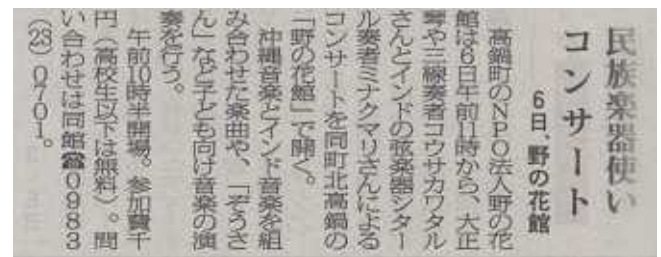 民族楽器使い
コンサート
6日、野の花館
高鍋町のNPO法人野の花
館は6日午前11時から、大正
琴や三線奏者コウサカワタル
さんとインドの弦楽器シター
ル奏者ミナクマリさんによる
コンサートを同町北高鍋の
「野の花館」で開く。
沖縄音楽とインド音楽を組
み合わせた楽曲や、「ぞうさ
ん」など子ども向け音楽の演
奏を行う。
午前10時半開場。参加費千
円（高校生以下は無料）。問
い合わせは同館☎0983
（23）0701。